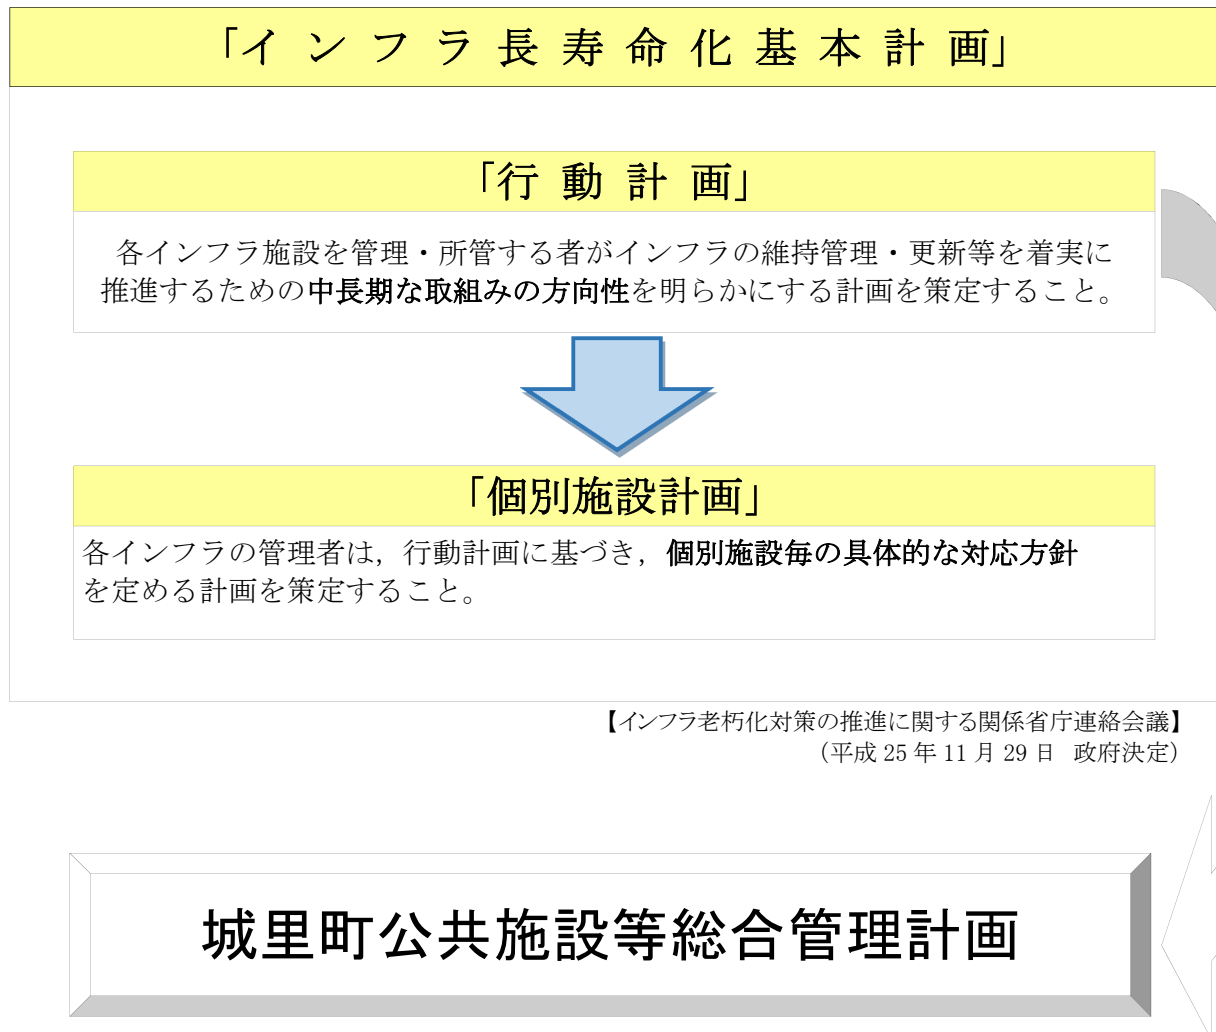 「インフラ長寿命化基本計画」
「行動計画」
各インフラ施設を管理・所管する者がインフラの維持管理・更新等を着実に
推進するための中長期な取組みの方向性を明らかにする計画を策定すること。
「個別施設計画」
各インフラの管理者は，行動計画に基づき，個別施設毎の具体的な対応方針
を定める計画を策定すること。
【インフラ老朽化対策の推進に関する関係省庁連絡会議】
（平成 25 年 11 月 29 日 政府決定）
城里町公共施設等総合管理計画